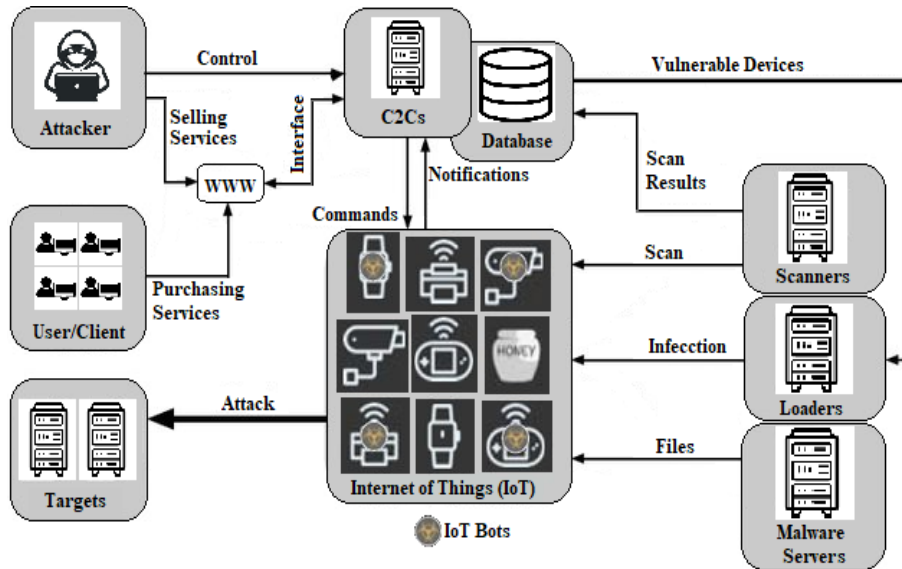 Control
Vulnerable Devices
Attacker
Selling
Services
Interface
C2Cs
Database
WWW
Notifications
Scan
Results
Commands
Scan
Scanners
Purchasing
Services
User/Client
HONEY
Infecction
Loaders
Attack
Files
Targets
Internet of Things (IoT)
IoT Bots
Malware
Servers